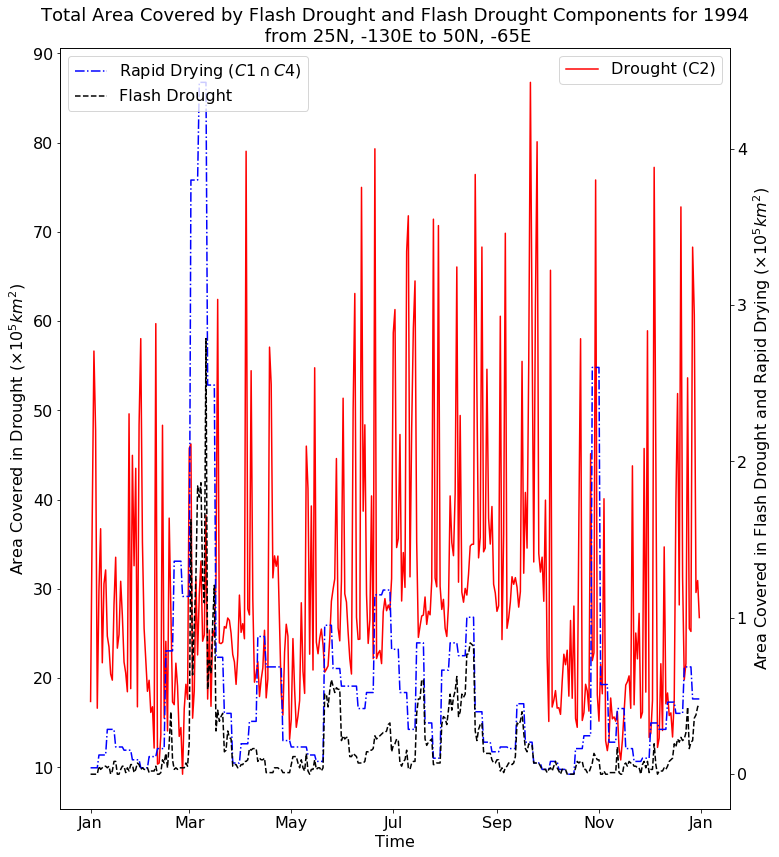 Total Area Covered by Flash Drought and Flash Drought Components for 1994
from 25N, -130E to 50N, -65E
Rapid Drying (C1 ∩ C4)
Flash Drought
Drought (C2)
Area Covered in Drought (×10⁵km²)
90
80
70
60
50
40
30
20
10
Area Covered in Flash Drought and Rapid Drying (×10⁵km²)
4
3
2
1
0
Jan Mar May Jul Sep Nov Jan
Time